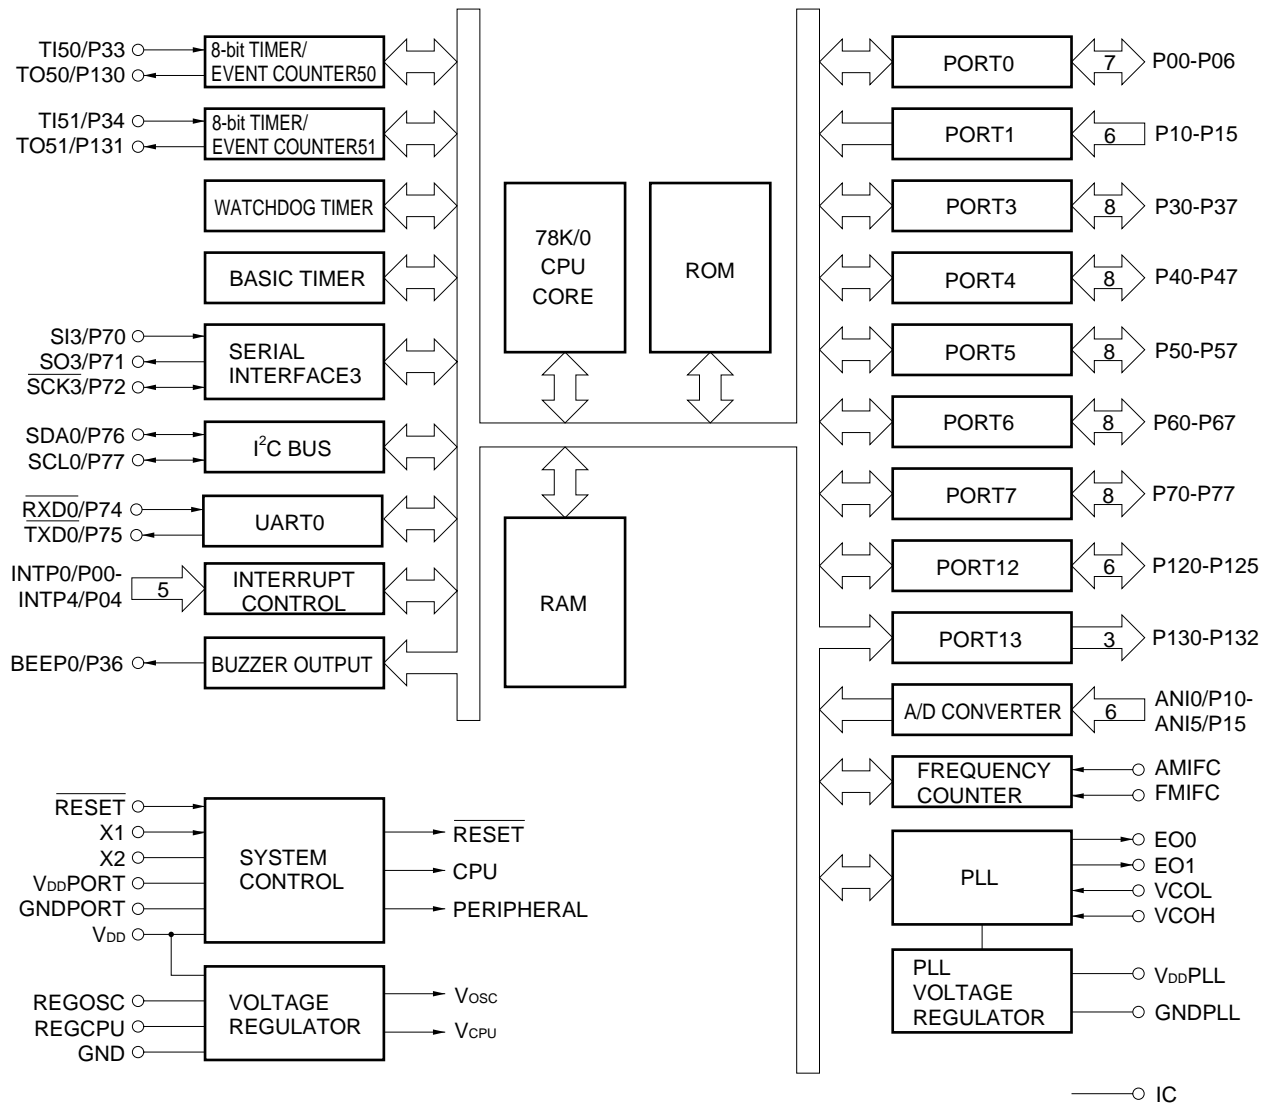 TI50/P33
TO50/P130
8-bit TIMER/
EVENT COUNTER50
TI51/P34
TO51/P131
8-bit TIMER/
EVENT COUNTER51
WATCHDOG TIMER
BASIC TIMER
SI3/P70
SO3/P71
SCK3/P72
SERIAL
INTERFACE3
SDA0/P76
SCL0/P77
I²C BUS
RXD0/P74
TXD0/P75
UART0
INTP0/P00-
INTP4/P04
5
INTERRUPT
CONTROL
BEEP0/P36
BUZZER OUTPUT
78K/0
CPU
CORE
ROM
RAM
PORT0
7
P00-P06
PORT1
6
P10-P15
PORT3
8
P30-P37
PORT4
8
P40-P47
PORT5
8
P50-P57
PORT6
8
P60-P67
PORT7
8
P70-P77
PORT12
6
P120-P125
PORT13
3
P130-P132
A/D CONVERTER
6
ANI0/P10-
ANI5/P15
FREQUENCY
COUNTER
AMIFC
FMIFC
PLL
EO0
EO1
VCOL
VCOH
PLL
VOLTAGE
REGULATOR
VDDPLL
GNDPLL
IC
RESET
X1
X2
VDDPORT
GNDPORT
VDD
SYSTEM
CONTROL
RESET
CPU
PERIPHERAL
REGOSC
REGCPU
GND
VOLTAGE
REGULATOR
VOSC
VCPU